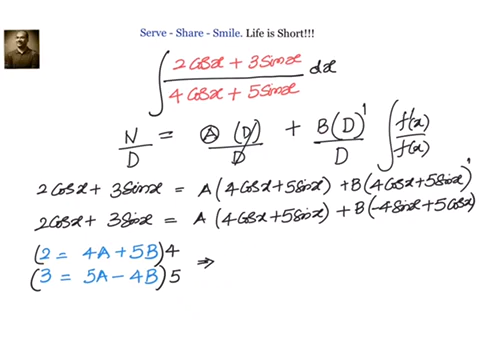 Serve - Share - Smile. Life is Short!!!
∫ (2 cosx + 3 sinx) / (4 cosx + 5 sinx) dx
N/D = A (D)/D + B(D)'/D ∫ f'(x)/f(x)
2 cosx + 3 sinx = A (4 cosx + 5 sinx) + B (4 cosx + 5 sinx)'
2 cosx + 3 sinx = A (4 cosx + 5 sinx) + B (-4 sinx + 5 cosx)
(2 = 4A + 5B) 4
(3 = 5A - 4B) 5 ⇒